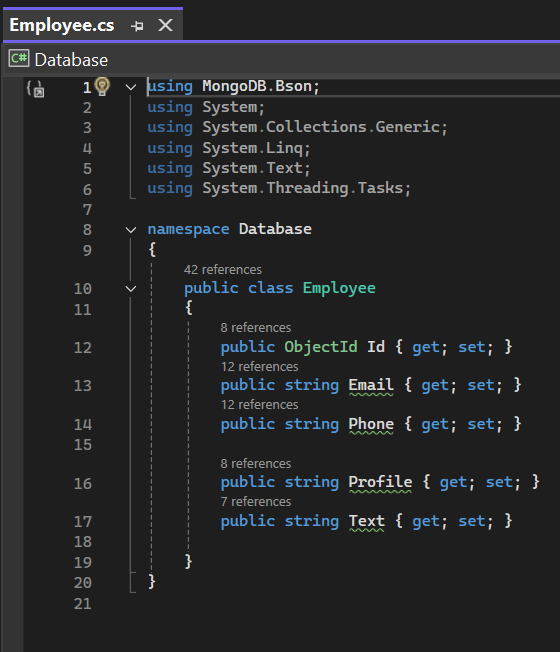 Employee.cs
C# Database
1 using MongoDB.Bson;
2 using System;
3 using System.Collections.Generic;
4 using System.Linq;
5 using System.Text;
6 using System.Threading.Tasks;
7
8 namespace Database
9 {
42 references
10 public class Employee
11 {
8 references
12 public ObjectId Id { get; set; }
12 references
13 public string Email { get; set; }
12 references
14 public string Phone { get; set; }
15
8 references
16 public string Profile { get; set; }
7 references
17 public string Text { get; set; }
18
19 }
20 }
21